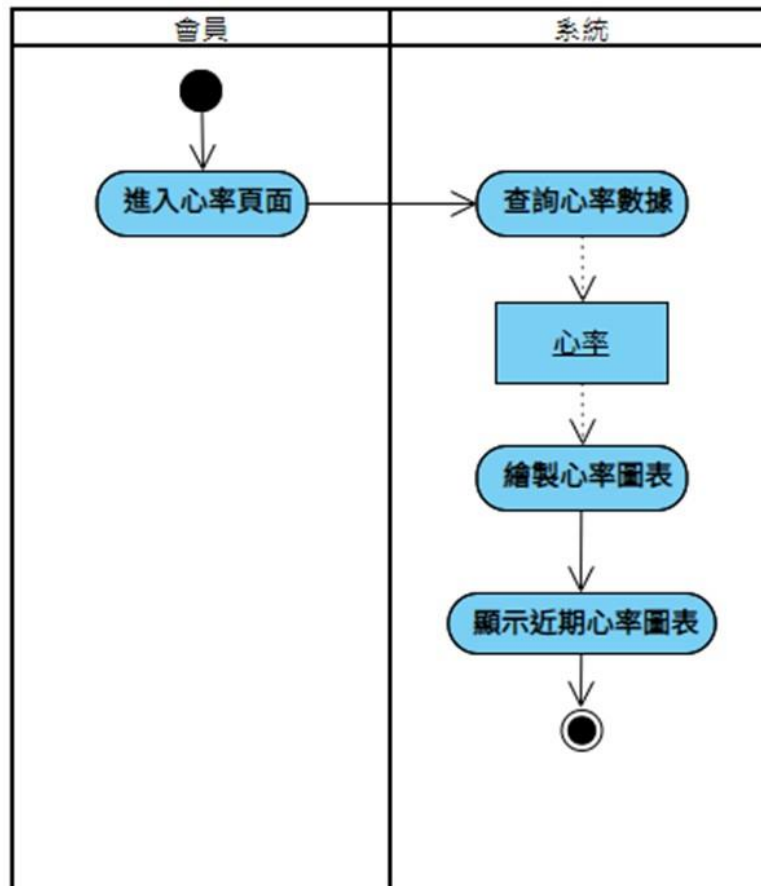 會員
系統
進入心率頁面
查詢心率數據
心率
繪製心率圖表
顯示近期心率圖表